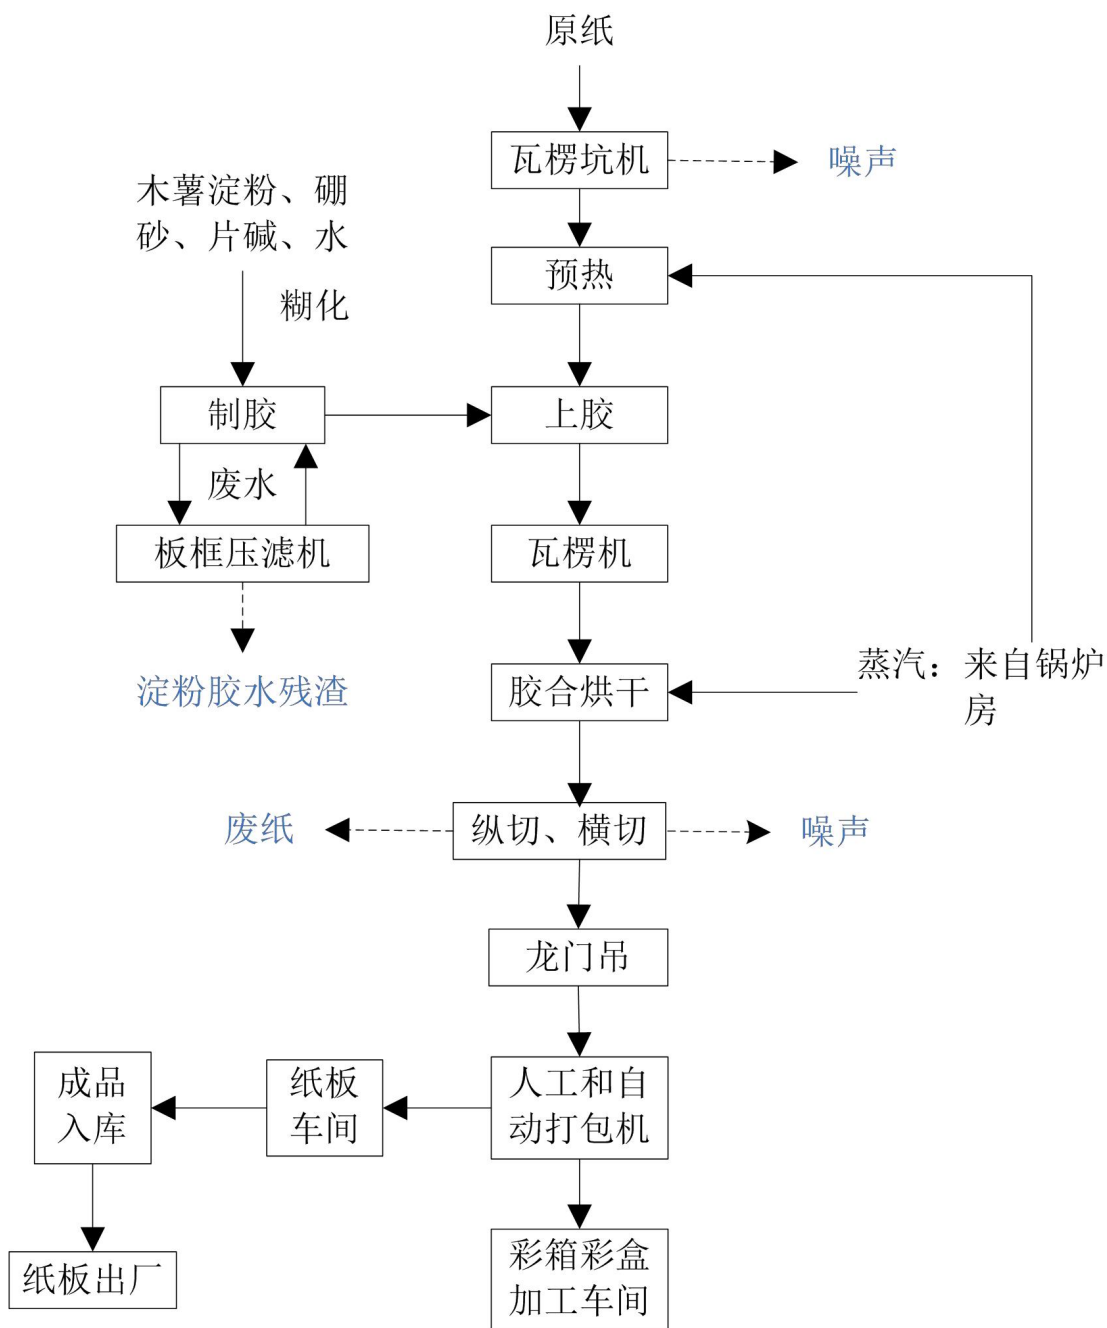 原纸
瓦楞坑机
噪声
木薯淀粉、硼
砂、片碱、水
预热
糊化
制胶
上胶
废水
板框压滤机
瓦楞机
淀粉胶水残渣
胶合烘干
蒸汽：来自锅炉
房
废纸
纵切、横切
噪声
龙门吊
成品
入库
纸板
车间
人工和自
动打包机
纸板出厂
彩箱彩盒
加工车间